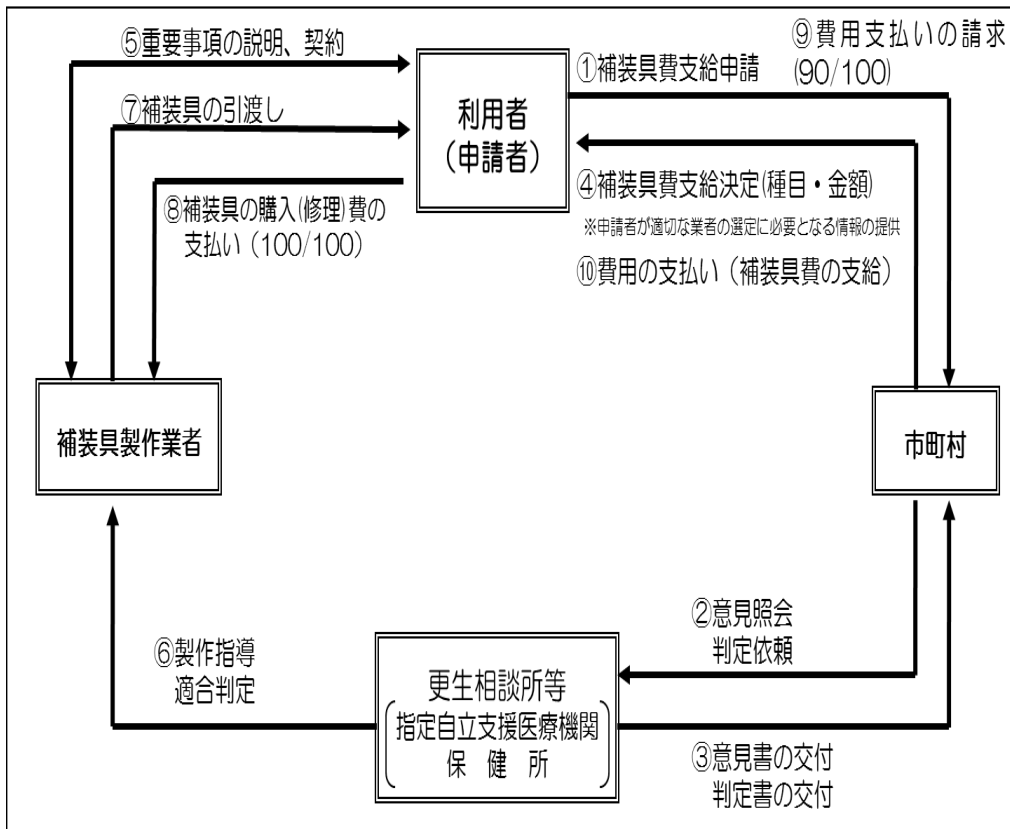 ⑤重要事項の説明、契約
⑦補装具の引渡し
⑧補装具の購入(修理)費の
支払い（100/100）
利用者
（申請者）
①補装具費支給申請
⑨費用支払いの請求
(90/100)
④補装具費支給決定(種目・金額)
※申請者が適切な業者の選定に必要となる情報の提供
⑩費用の支払い（補装具費の支給）
補装具製作業者
市町村
⑥製作指導
適合判定
更生相談所等
指定自立支援医療機関
保健所
②意見照会
判定依頼
③意見書の交付
判定書の交付